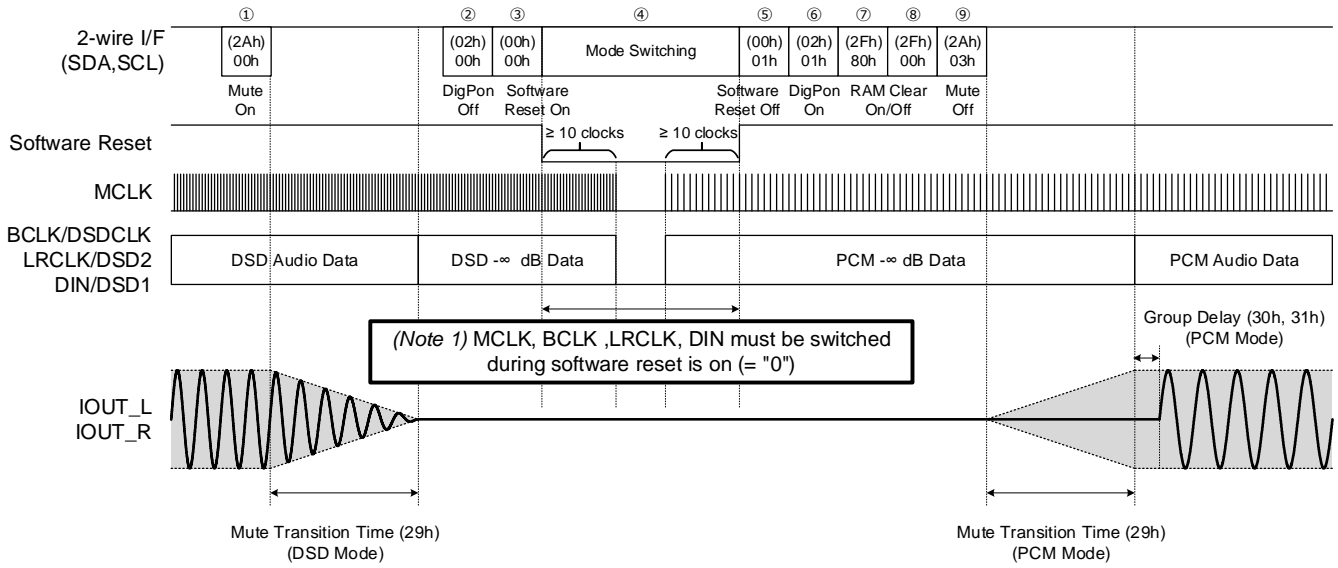 ① ② ③ ④ ⑤ ⑥ ⑦ ⑧ ⑨
2-wire I/F
(SDA,SCL)
(2Ah)
00h
(02h)
00h
(00h)
00h
Mode Switching
(00h)
01h
(02h)
01h
(2Fh)
80h
(2Fh)
00h
(2Ah)
03h
Mute
On
DigPon
Off
Software
Reset On
Software
Reset Off
DigPon
On
RAM Clear
On/Off
Mute
Off
Software Reset
≥ 10 clocks
≥ 10 clocks
MCLK
BCLK/DSDCLK
LRCLK/DSD2
DIN/DSD1
DSD Audio Data
DSD -∞ dB Data
PCM -∞ dB Data
PCM Audio Data
(Note 1) MCLK, BCLK ,LRCLK, DIN must be switched
during software reset is on (= "0")
Group Delay (30h, 31h)
(PCM Mode)
IOUT_L
IOUT_R
Mute Transition Time (29h)
(DSD Mode)
Mute Transition Time (29h)
(PCM Mode)